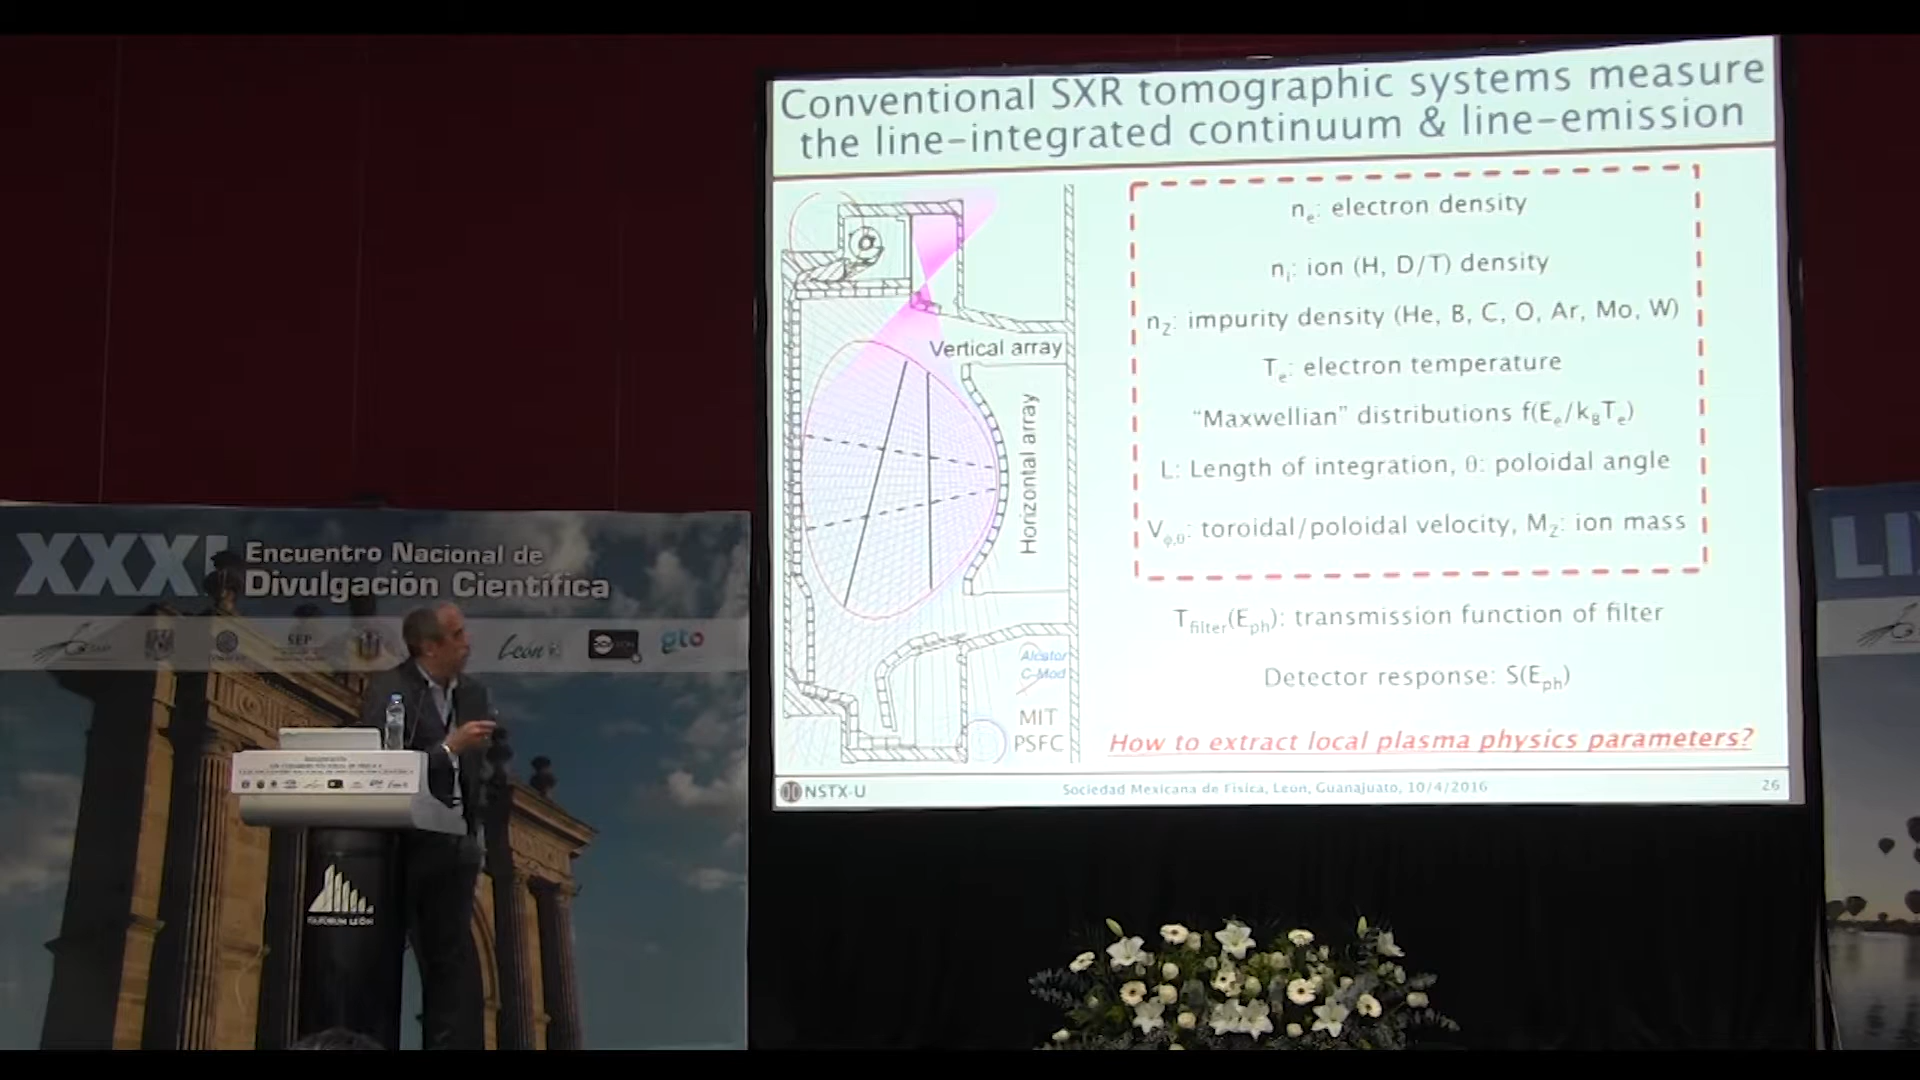 Conventional SXR tomographic systems measure
the line-integrated continuum & line-emission
Vertical array
Horizontal array
Alcator
C-Mod
MIT
PSFC
nₑ: electron density
nᵢ: ion (H, D/T) density
n_Z: impurity density (He, B, C, O, Ar, Mo, W)
Tₑ: electron temperature
“Maxwellian” distributions f(Eₑ/k_BTₑ)
L: Length of integration, θ: poloidal angle
V_φ,θ: toroidal/poloidal velocity, M_Z: ion mass
T_filter(E_ph): transmission function of filter
Detector response: S(E_ph)
How to extract local plasma physics parameters?
NSTX-U
Sociedad Mexicana de Física, León, Guanajuato, 10/4/2016
26
XXXI
Encuentro Nacional de
Divulgación Científica
SEP
León
gto
LI